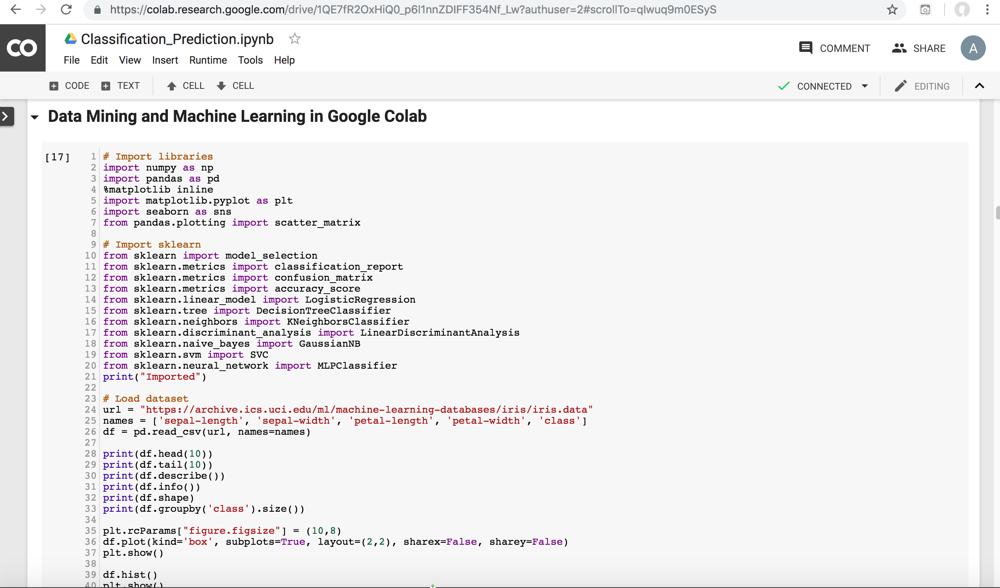 https://colab.research.google.com/drive/1QE7fR2OxHiQ0_p6l1nnZDIFF354Nf_Lw?authuser=2#scrollTo=qIwuq9m0ESyS
CO
Classification_Prediction.ipynb
COMMENT SHARE A
File Edit View Insert Runtime Tools Help
CODE TEXT CELL CELL CONNECTED EDITING
Data Mining and Machine Learning in Google Colab
[17] 1 # Import libraries
2 import numpy as np
3 import pandas as pd
4 %matplotlib inline
5 import matplotlib.pyplot as plt
6 import seaborn as sns
7 from pandas.plotting import scatter_matrix
8
9 # Import sklearn
10 from sklearn import model_selection
11 from sklearn.metrics import classification_report
12 from sklearn.metrics import confusion_matrix
13 from sklearn.metrics import accuracy_score
14 from sklearn.linear_model import LogisticRegression
15 from sklearn.tree import DecisionTreeClassifier
16 from sklearn.neighbors import KNeighborsClassifier
17 from sklearn.discriminant_analysis import LinearDiscriminantAnalysis
18 from sklearn.naive_bayes import GaussianNB
19 from sklearn.svm import SVC
20 from sklearn.neural_network import MLPClassifier
21 print("Imported")
22
23 # Load dataset
24 url = "https://archive.ics.uci.edu/ml/machine-learning-databases/iris/iris.data"
25 names = ['sepal-length', 'sepal-width', 'petal-length', 'petal-width', 'class']
26 df = pd.read_csv(url, names=names)
27
28 print(df.head(10))
29 print(df.tail(10))
30 print(df.describe())
31 print(df.info())
32 print(df.shape)
33 print(df.groupby('class').size())
34
35 plt.rcParams["figure.figsize"] = (10,8)
36 df.plot(kind='box', subplots=True, layout=(2,2), sharex=False, sharey=False)
37 plt.show()
38
39 df.hist()
40 plt.show()